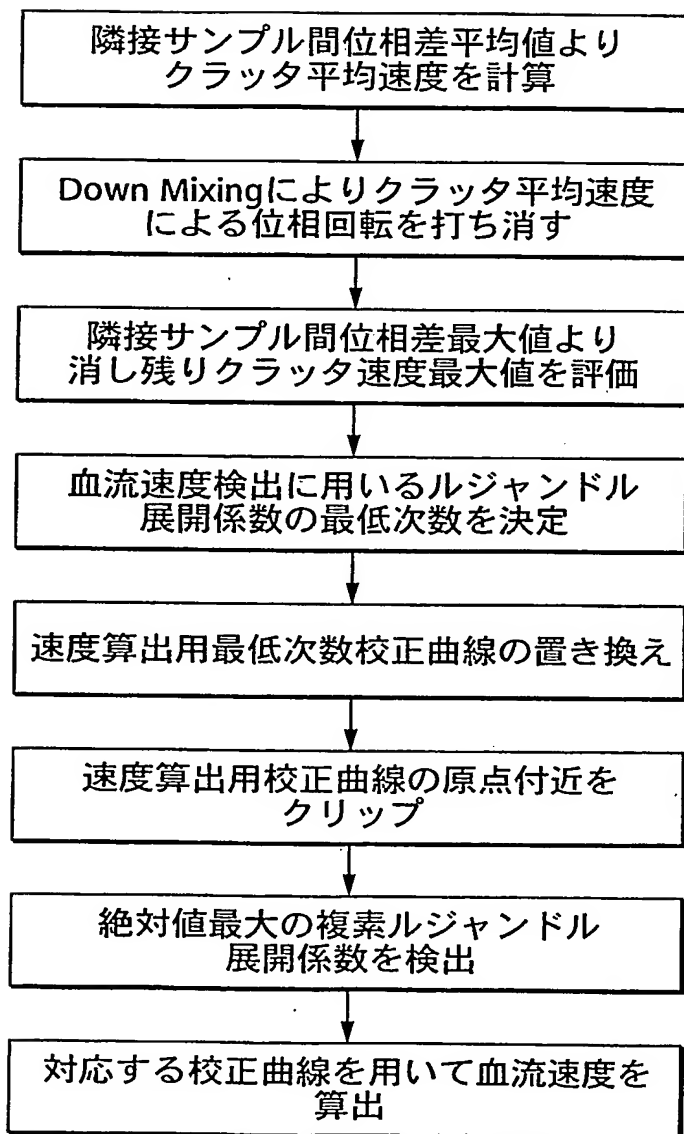 隣接サンプル間位相差平均値より
クラッタ平均速度を計算
Down Mixingによりクラッタ平均速度
による位相回転を打ち消す
隣接サンプル間位相差最大値より
消し残りクラッタ速度最大値を評価
血流速度検出に用いるルジャンドル
展開係数の最低次数を決定
速度算出用最低次数校正曲線の置き換え
速度算出用校正曲線の原点付近を
クリップ
絶対値最大の複素ルジャンドル
展開係数を検出
対応する校正曲線を用いて血流速度を
算出